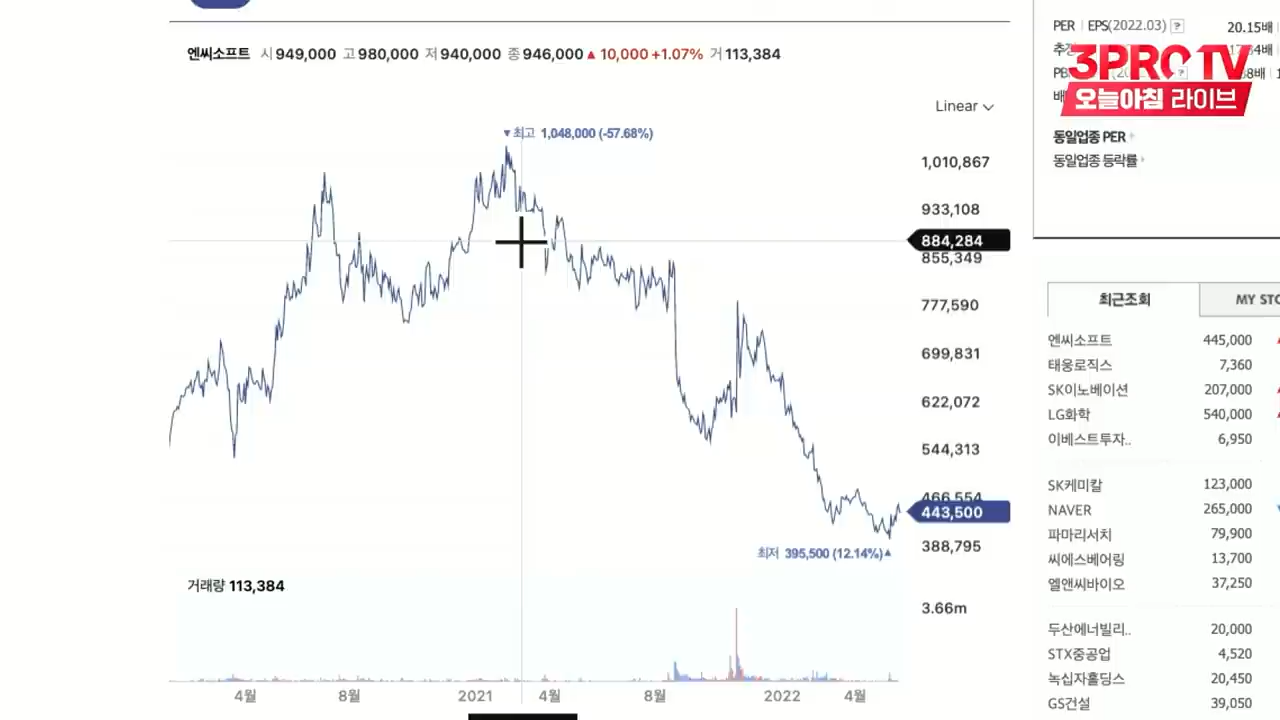 엔씨소프트 시 949,000 고 980,000 저 940,000 종 946,000 ▲ 10,000 +1.07% 거 113,384
Linear
▼최고 1,048,000 (-57.68%)
1,010,867
933,108
884,284
855,349
777,590
699,831
622,072
544,313
466,554
443,500
388,795
최저 395,500 (12.14%)▲
거래량 113,384
3.66m
4월 8월 2021 4월 8월 2022 4월
PER EPS(2022.03) ? 20.15배
3PRO TV
오늘아침 라이브
동일업종 PER
동일업종 등락률
최근조회 MY STO
엔씨소프트 445,000
태웅로직스 7,360
SK이노베이션 207,000
LG화학 540,000
이베스트투자.. 6,950
SK케미칼 123,000
NAVER 265,000
파마리서치 79,900
씨에스베어링 13,700
엘앤씨바이오 37,250
두산에너빌리.. 20,000
STX중공업 4,520
녹십자홀딩스 20,450
GS건설 39,050